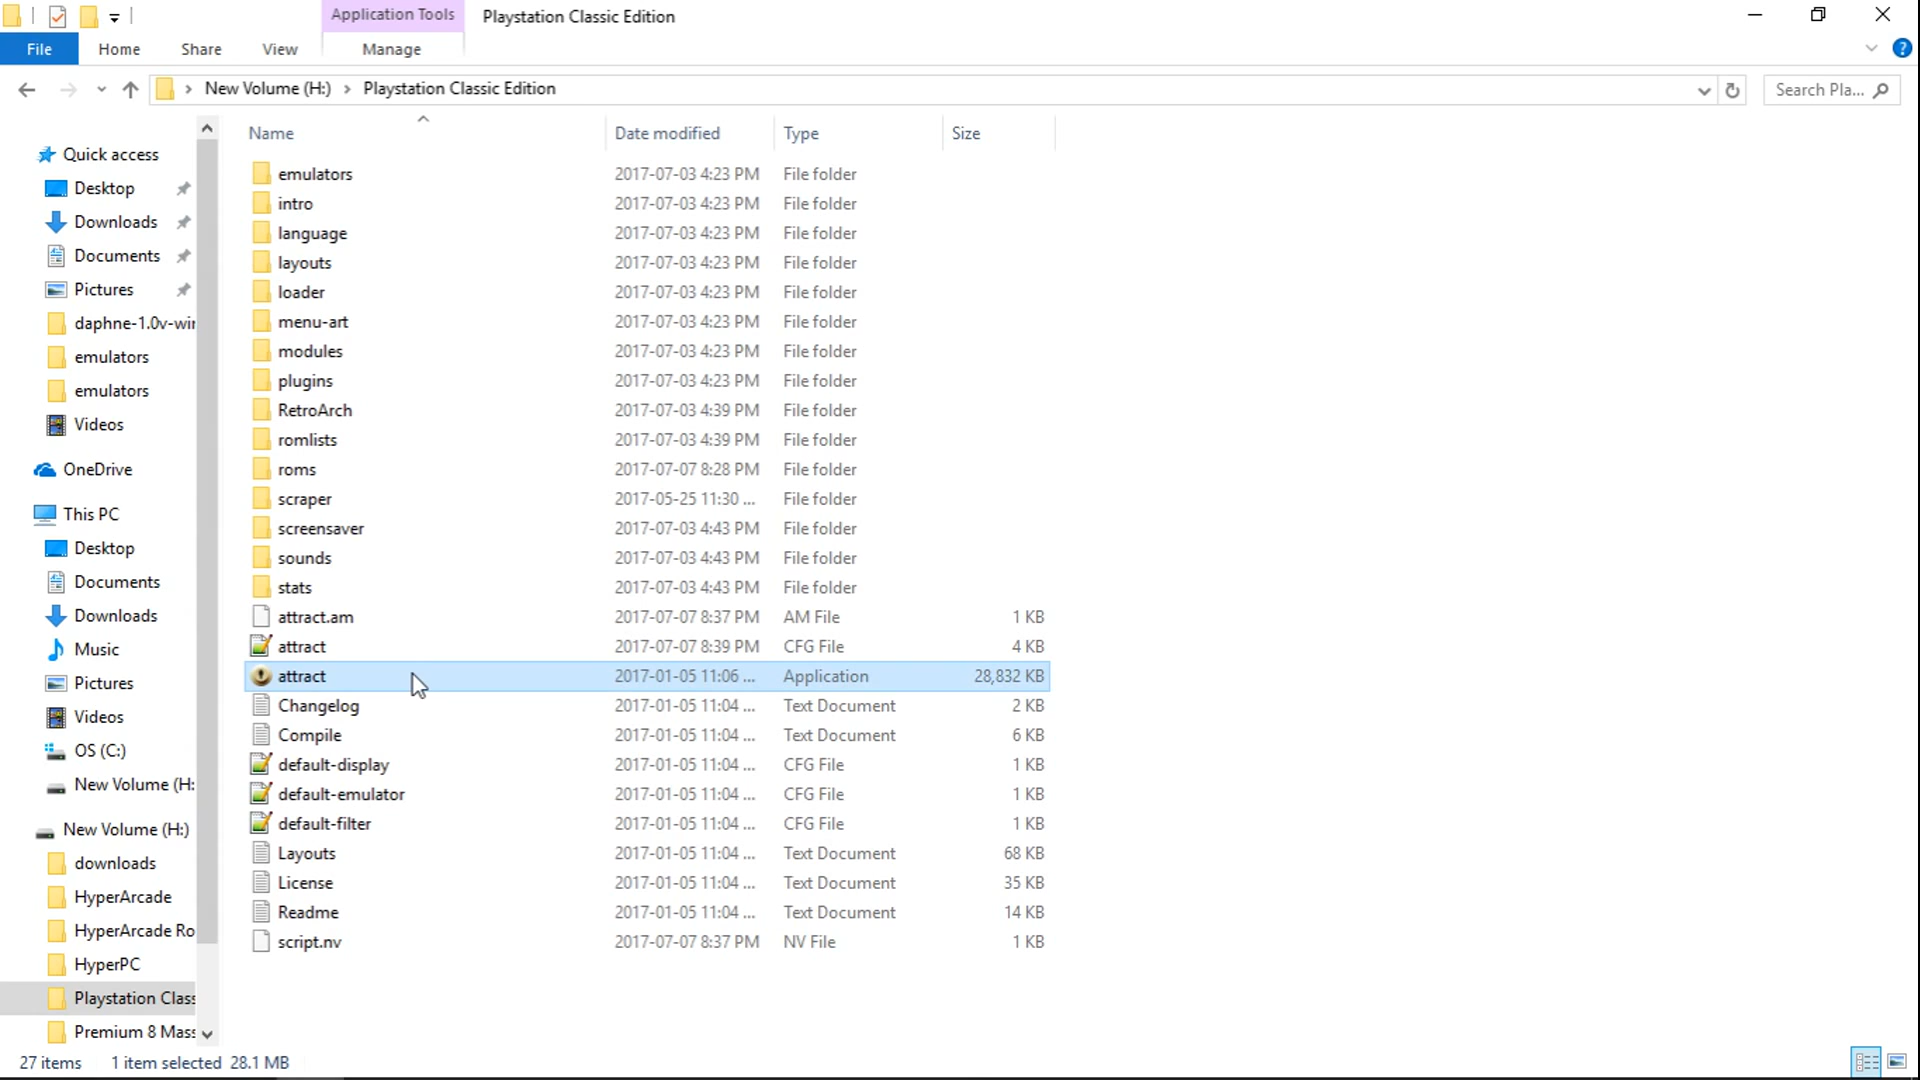 Application Tools Playstation Classic Edition
File Home Share View Manage
New Volume (H:) Playstation Classic Edition Search Pla...
Name Date modified Type Size
Quick access
Desktop
Downloads
Documents
Pictures
daphne-1.0v-wir
emulators
emulators
Videos
OneDrive
This PC
Desktop
Documents
Downloads
Music
Pictures
Videos
OS (C:)
New Volume (H:
New Volume (H:)
downloads
HyperArcade
HyperArcade Ro
HyperPC
Playstation Class
Premium 8 Mass
emulators 2017-07-03 4:23 PM File folder
intro 2017-07-03 4:23 PM File folder
language 2017-07-03 4:23 PM File folder
layouts 2017-07-03 4:23 PM File folder
loader 2017-07-03 4:23 PM File folder
menu-art 2017-07-03 4:23 PM File folder
modules 2017-07-03 4:23 PM File folder
plugins 2017-07-03 4:23 PM File folder
RetroArch 2017-07-03 4:39 PM File folder
romlists 2017-07-03 4:39 PM File folder
roms 2017-07-07 8:28 PM File folder
scraper 2017-05-25 11:30 ... File folder
screensaver 2017-07-03 4:43 PM File folder
sounds 2017-07-03 4:43 PM File folder
stats 2017-07-03 4:43 PM File folder
attract.am 2017-07-07 8:37 PM AM File 1 KB
attract 2017-07-07 8:39 PM CFG File 4 KB
attract 2017-01-05 11:06 ... Application 28,832 KB
Changelog 2017-01-05 11:04 ... Text Document 2 KB
Compile 2017-01-05 11:04 ... Text Document 6 KB
default-display 2017-01-05 11:04 ... CFG File 1 KB
default-emulator 2017-01-05 11:04 ... CFG File 1 KB
default-filter 2017-01-05 11:04 ... CFG File 1 KB
Layouts 2017-01-05 11:04 ... Text Document 68 KB
License 2017-01-05 11:04 ... Text Document 35 KB
Readme 2017-01-05 11:04 ... Text Document 14 KB
script.nv 2017-07-07 8:37 PM NV File 1 KB
27 items 1 item selected 28.1 MB